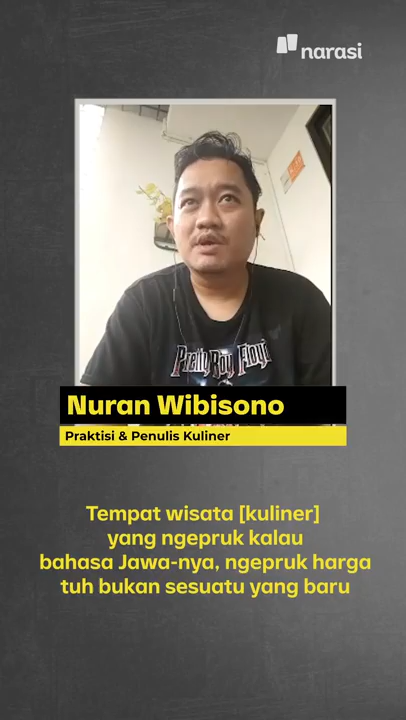 narasi
Pretty Boy Floyd
Nuran Wibisono
Praktisi & Penulis Kuliner
Tempat wisata [kuliner]
yang ngepruk kalau
bahasa Jawa-nya, ngepruk harga
tuh bukan sesuatu yang baru